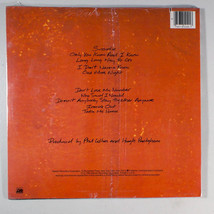 Sussudio
Only You Know And I Know
Long Long Way To Go
I Don't Wanna Know
One More Night
Don't Lose My Number
Who Said I Would
Doesn't Anybody Stay Together Anymore
Inside Out
Take Me Home
Produced by Phil Collins and Hugh Padgham